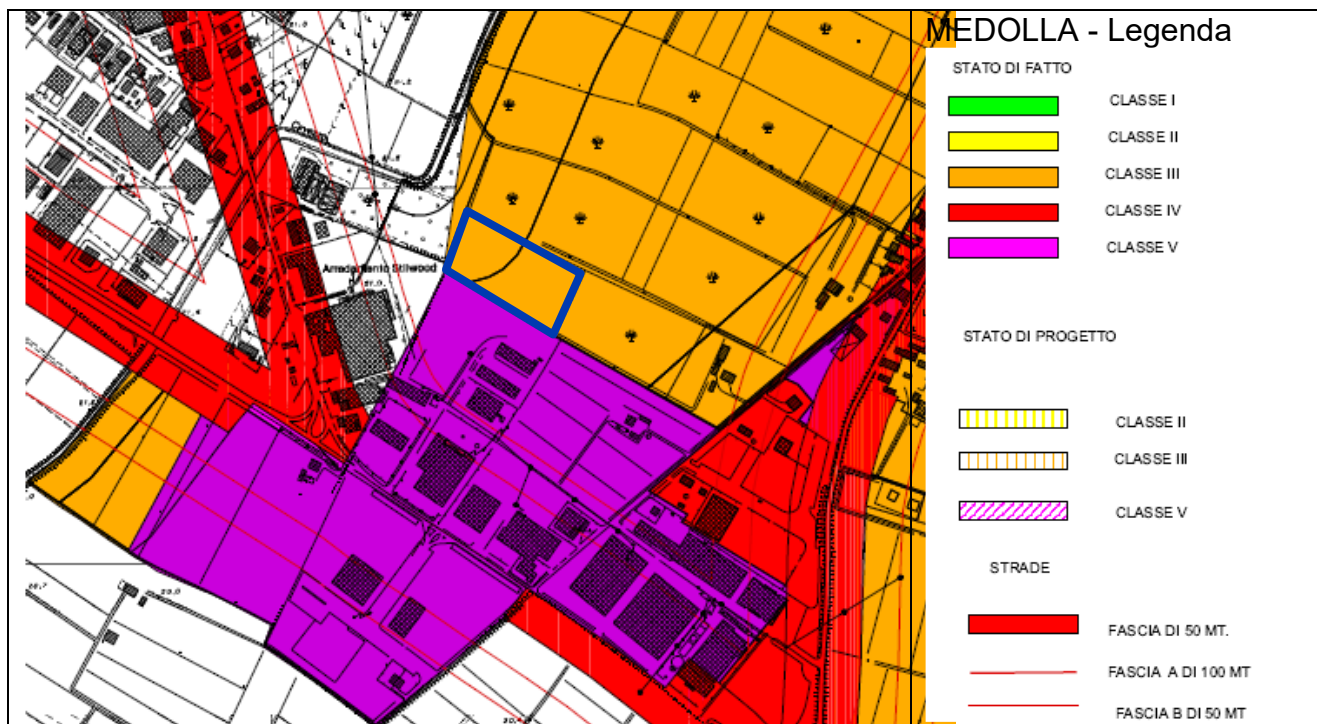 MEDOLLA - Legenda
STATO DI FATTO
CLASSE I
CLASSE II
CLASSE III
CLASSE IV
CLASSE V
STATO DI PROGETTO
CLASSE II
CLASSE III
CLASSE V
STRADE
FASCIA DI 50 MT.
FASCIA A DI 100 MT
FASCIA B DI 50 MT
Arredamento Stilwood